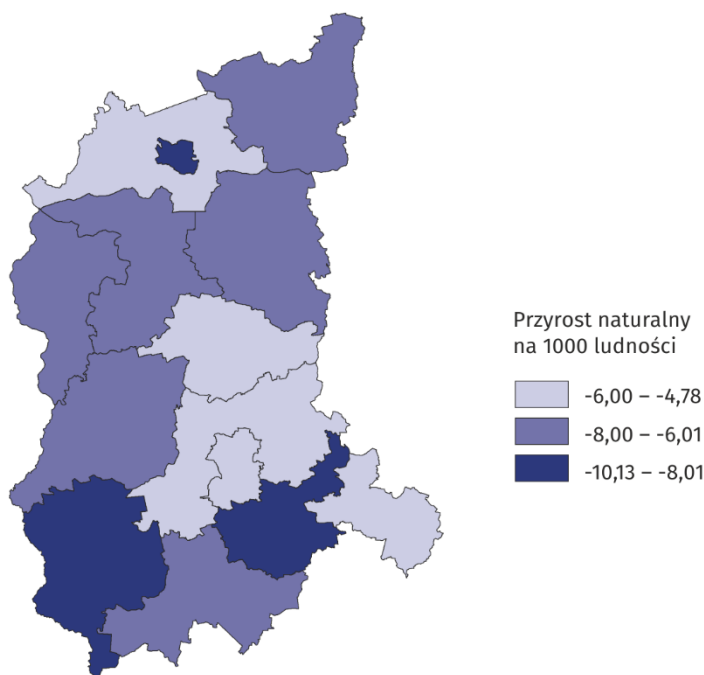 Przyrost naturalny
na 1000 ludności
-6,00 – -4,78
-8,00 – -6,01
-10,13 – -8,01